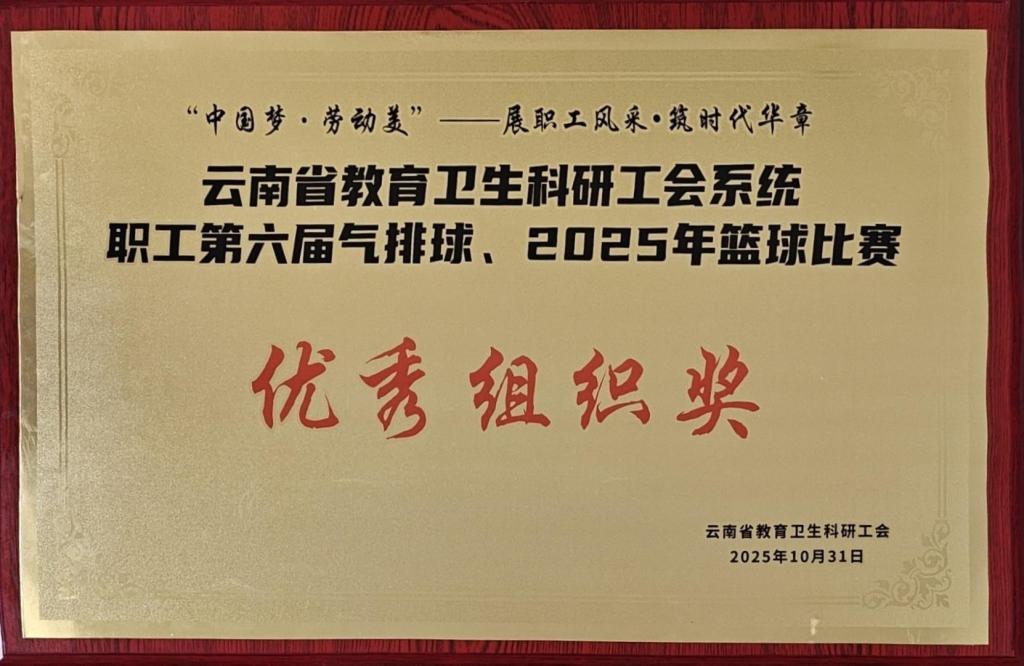 “中国梦·劳动美”——展职工风采·筑时代华章
云南省教育卫生科研工会系统
职工第六届气排球、2025年篮球比赛
优秀组织奖
云南省教育卫生科研工会
2025年10月31日